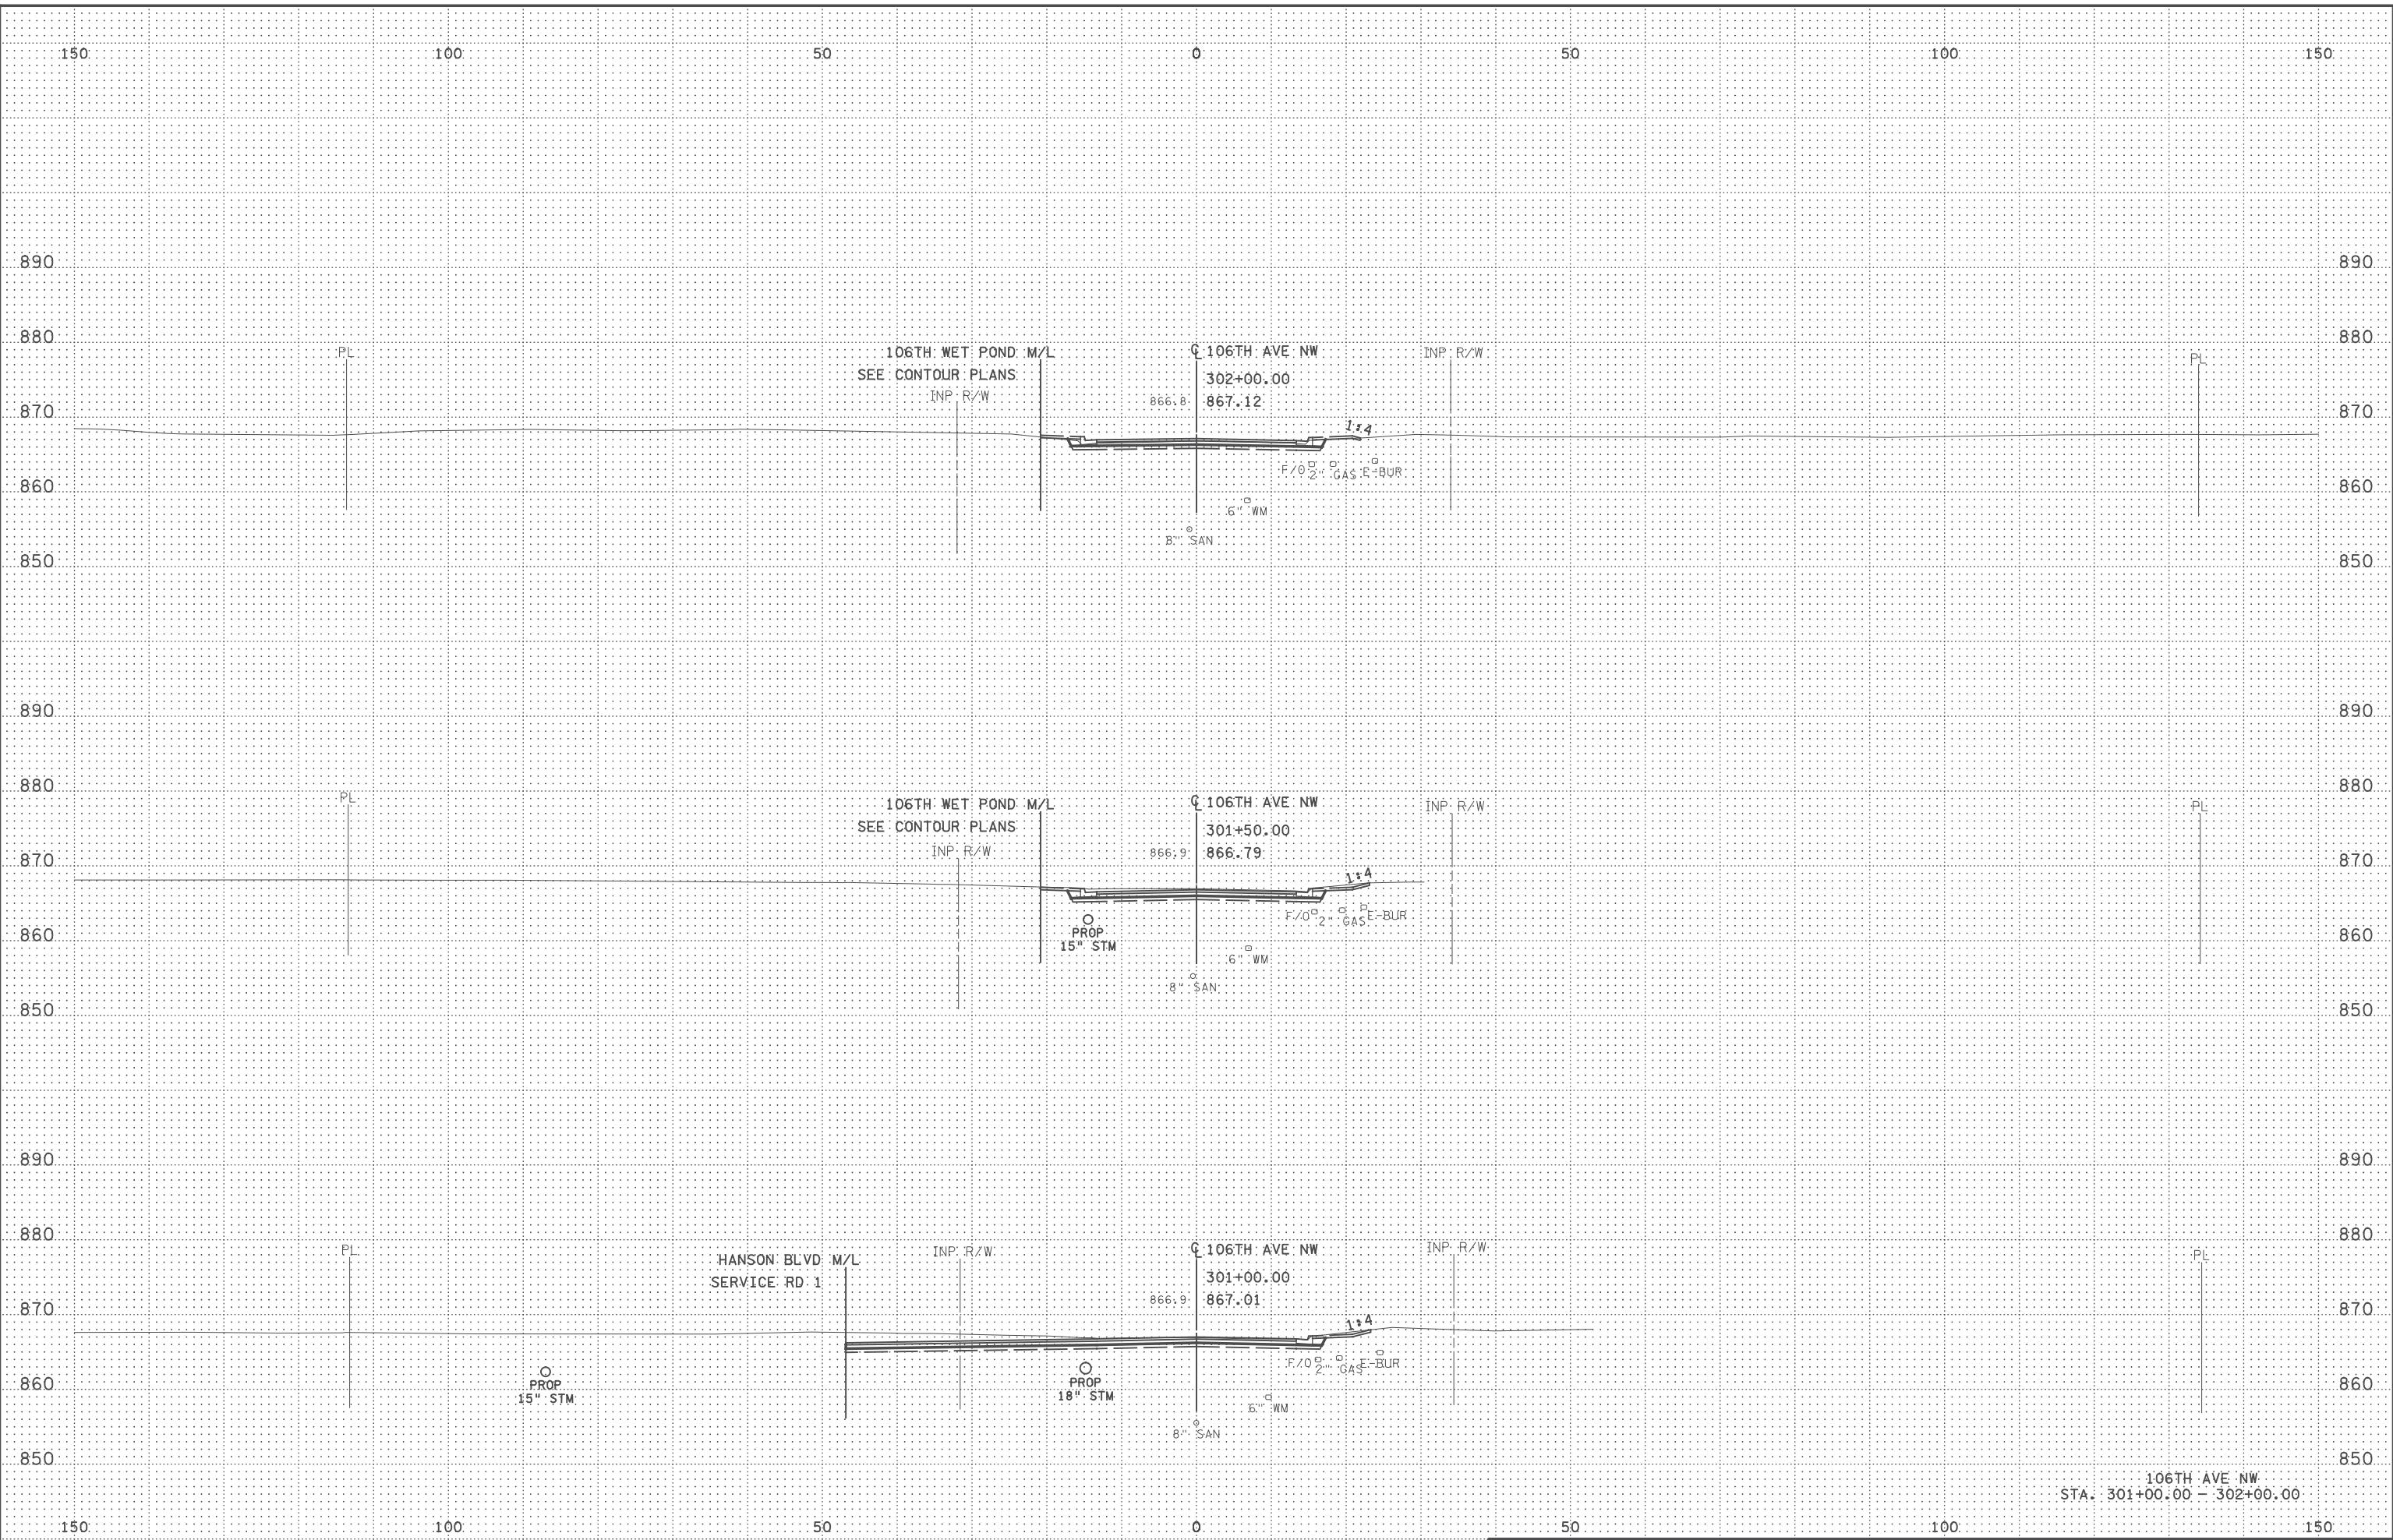 150 100 50 0 50 100 150
890 890
880 880
PL 106TH WET POND M/L ℄ 106TH AVE NW INP R/W PL
SEE CONTOUR PLANS 302+00.00
INP R/W 866.8 867.12
870 870
1:4
F/O 2" GAS E-BUR
860 860
6" WM
8" SAN
850 850
890 890
880 880
PL 106TH WET POND M/L ℄ 106TH AVE NW INP R/W PL
SEE CONTOUR PLANS 301+50.00
INP R/W 866.9 866.79
870 870
1:4
F/O 2" GAS E-BUR
PROP
860 860
15" STM
6" WM
8" SAN
850 850
890 890
880 880
PL HANSON BLVD M/L INP R/W ℄ 106TH AVE NW INP R/W PL
SERVICE RD 1 301+00.00
866.9 867.01
870 870
1:4
F/O 2" GAS E-BUR
860 860
PROP PROP
15" STM 18" STM
6" WM
8" SAN
850 850
106TH AVE NW
STA. 301+00.00 - 302+00.00
150 100 50 0 50 100 150